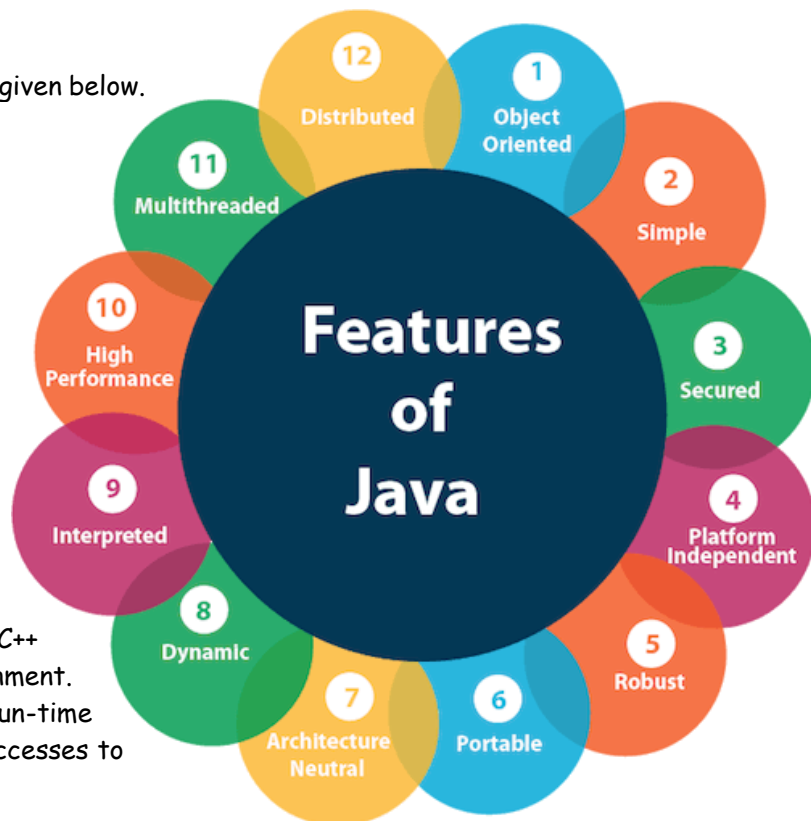 given below.
12
Distributed
1
Object
Oriented
2
Simple
3
Secured
4
Platform
Independent
5
Robust
6
Portable
7
Architecture
Neutral
8
Dynamic
9
Interpreted
10
High
Performance
11
Multithreaded
Features
of
Java
C++
nment.
un-time
ccesses to